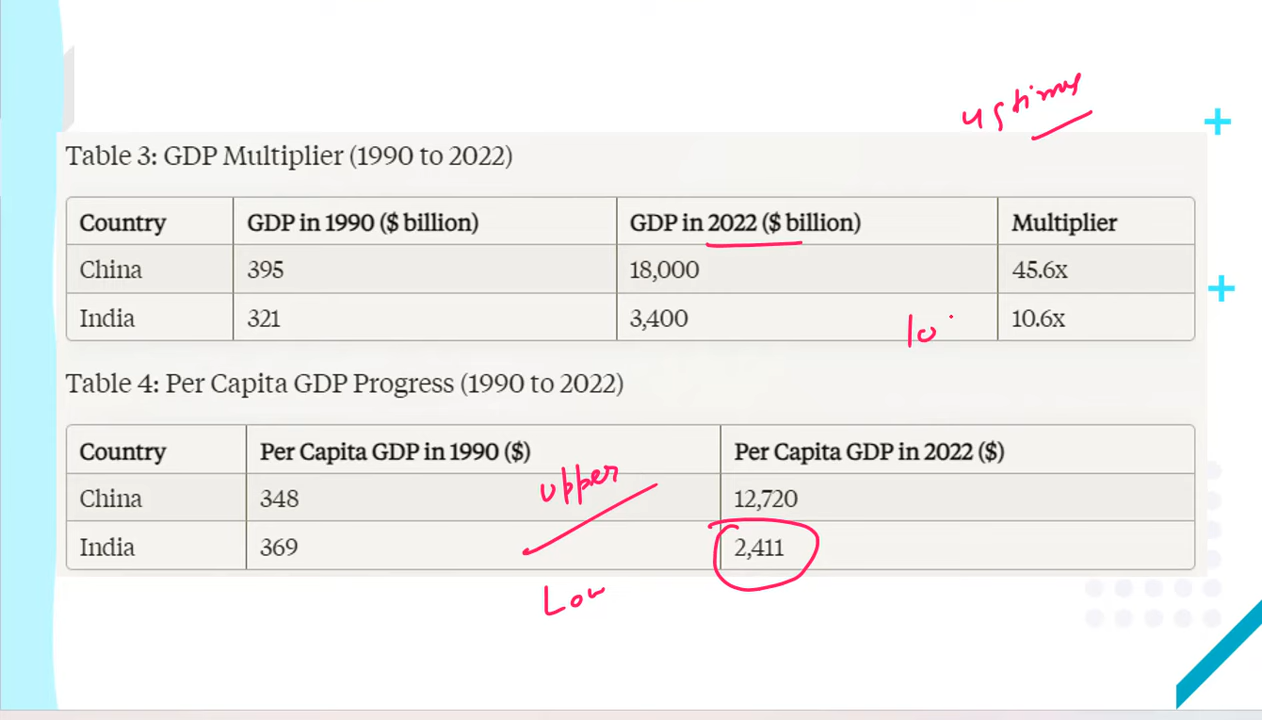 45 times
Table 3: GDP Multiplier (1990 to 2022)
Country GDP in 1990 ($ billion) GDP in 2022 ($ billion) Multiplier
China 395 18,000 45.6x
India 321 3,400 10 10.6x
Table 4: Per Capita GDP Progress (1990 to 2022)
Country Per Capita GDP in 1990 ($) Per Capita GDP in 2022 ($)
China 348 upper 12,720
India 369 2,411
Low